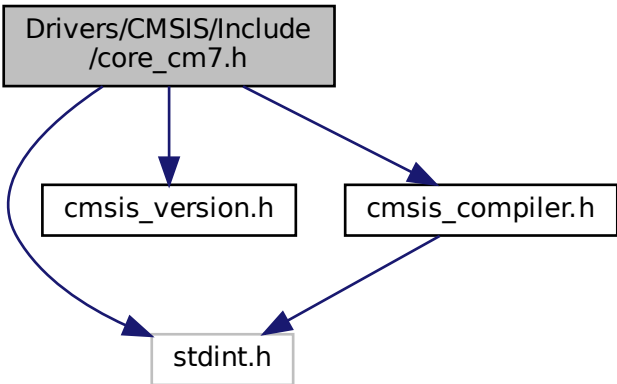 Drivers/CMSIS/Include
/core_cm7.h
cmsis_version.h
cmsis_compiler.h
stdint.h